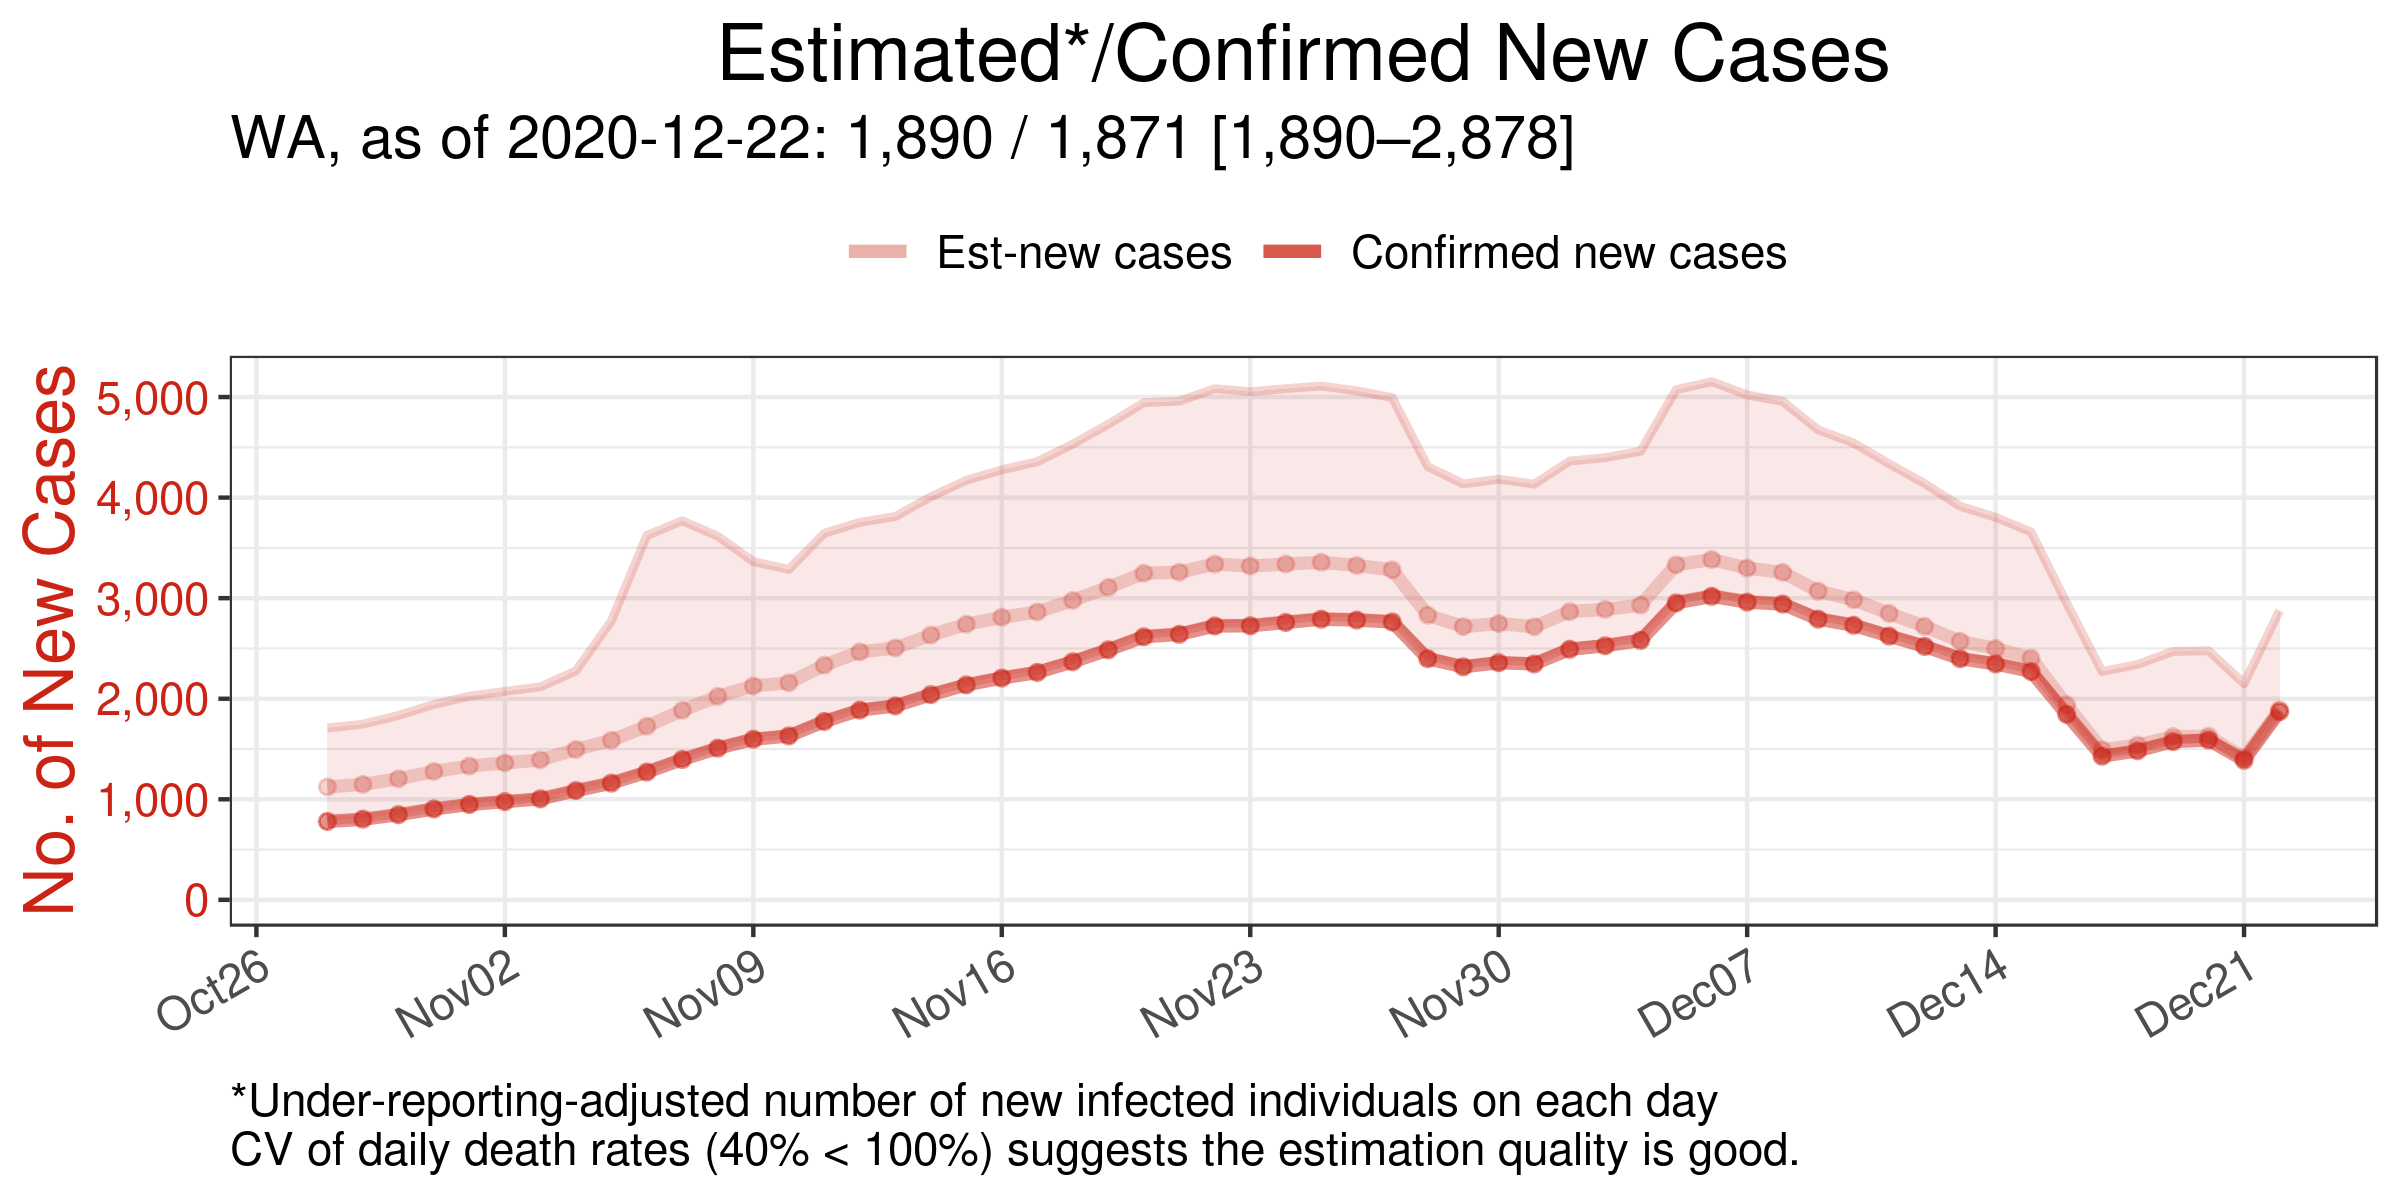 Estimated*/Confirmed New Cases
WA, as of 2020-12-22: 1,890 / 1,871 [1,890–2,878]
Est-new cases
Confirmed new cases
No. of New Cases
5,000
4,000
3,000
2,000
1,000
0
Oct26
Nov02
Nov09
Nov16
Nov23
Nov30
Dec07
Dec14
Dec21
*Under-reporting-adjusted number of new infected individuals on each day
CV of daily death rates (40% < 100%) suggests the estimation quality is good.